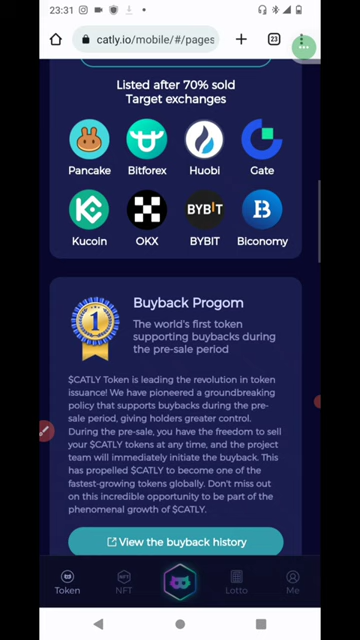 23:31
catly.io/mobile/#/pages
23
Listed after 70% sold
Target exchanges
Pancake Bitforex Huobi Gate
BYBIT
Kucoin OKX BYBIT Biconomy
1
Buyback Progom
The world's first token
supporting buybacks during
the pre-sale period
$CATLY Token is leading the revolution in token
issuance! We have pioneered a groundbreaking
policy that supports buybacks during the pre-
sale period, giving holders greater control.
During the pre-sale, you have the freedom to sell
your $CATLY tokens at any time, and the project
team will immediately initiate the buyback. This
has propelled $CATLY to become one of the
fastest-growing tokens globally. Don't miss out
on this incredible opportunity to be part of the
phenomenal growth of $CATLY.
View the buyback history
NFT
Token NFT Lotto Me